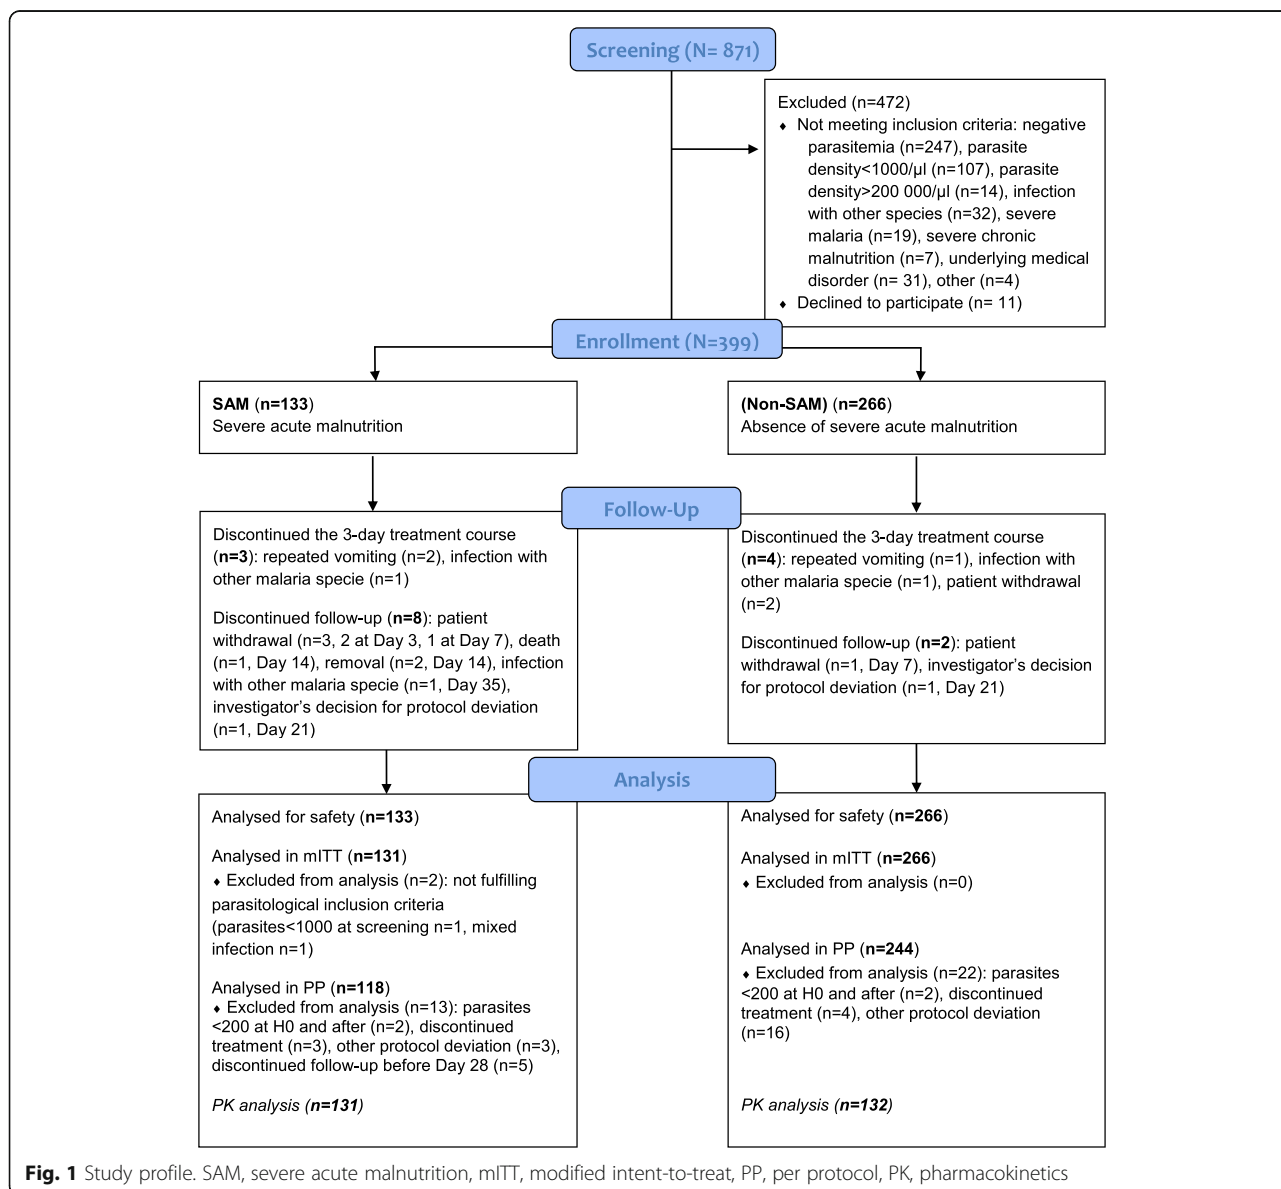 Screening (N= 871)
Excluded (n=472)
♦ Not meeting inclusion criteria: negative
parasitemia (n=247), parasite
density<1000/µl (n=107), parasite
density>200 000/µl (n=14), infection
with other species (n=32), severe
malaria (n=19), severe chronic
malnutrition (n=7), underlying medical
disorder (n= 31), other (n=4)
♦ Declined to participate (n= 11)
Enrollment (N=399)
SAM (n=133)
Severe acute malnutrition
(Non-SAM) (n=266)
Absence of severe acute malnutrition
Follow-Up
Discontinued the 3-day treatment course
(n=3): repeated vomiting (n=2), infection with
other malaria specie (n=1)
Discontinued follow-up (n=8): patient
withdrawal (n=3, 2 at Day 3, 1 at Day 7), death
(n=1, Day 14), removal (n=2, Day 14), infection
with other malaria specie (n=1, Day 35),
investigator's decision for protocol deviation
(n=1, Day 21)
Discontinued the 3-day treatment course
(n=4): repeated vomiting (n=1), infection with
other malaria specie (n=1), patient withdrawal
(n=2)
Discontinued follow-up (n=2): patient
withdrawal (n=1, Day 7), investigator's decision
for protocol deviation (n=1, Day 21)
Analysis
Analysed for safety (n=133)
Analysed in mITT (n=131)
♦ Excluded from analysis (n=2): not fulfilling
parasitological inclusion criteria
(parasites<1000 at screening n=1, mixed
infection n=1)
Analysed in PP (n=118)
♦ Excluded from analysis (n=13): parasites
<200 at H0 and after (n=2), discontinued
treatment (n=3), other protocol deviation (n=3),
discontinued follow-up before Day 28 (n=5)
PK analysis (n=131)
Analysed for safety (n=266)
Analysed in mITT (n=266)
♦ Excluded from analysis (n=0)
Analysed in PP (n=244)
♦ Excluded from analysis (n=22): parasites
<200 at H0 and after (n=2), discontinued
treatment (n=4), other protocol deviation
(n=16)
PK analysis (n=132)
Fig. 1 Study profile. SAM, severe acute malnutrition, mITT, modified intent-to-treat, PP, per protocol, PK, pharmacokinetics